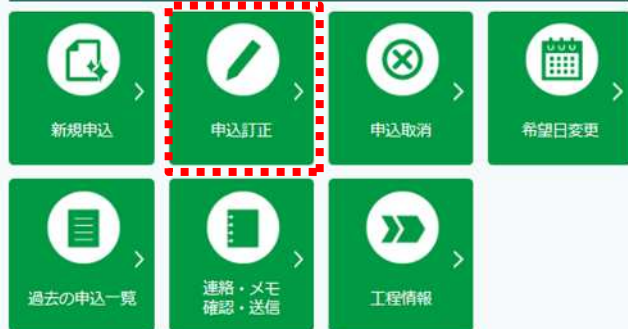 新規申込
申込訂正
申込取消
希望日変更
過去の申込一覧
連絡・メモ
確認・送信
工程情報